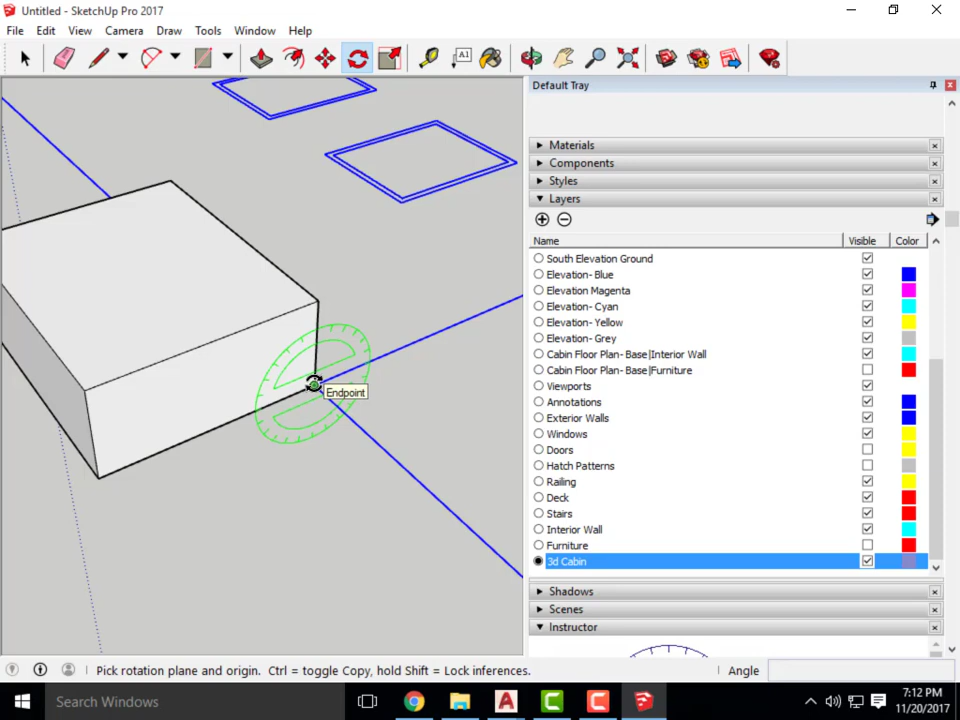 Untitled - SketchUp Pro 2017
File Edit View Camera Draw Tools Window Help
A1
Default Tray
Materials
Components
Styles
Layers
Name Visible Color
South Elevation Ground
Elevation- Blue
Elevation Magenta
Elevation- Cyan
Elevation- Yellow
Elevation- Grey
Cabin Floor Plan- Base|Interior Wall
Cabin Floor Plan- Base|Furniture
Viewports
Annotations
Exterior Walls
Windows
Doors
Hatch Patterns
Railing
Deck
Stairs
Interior Wall
Furniture
3d Cabin
Endpoint
Shadows
Scenes
Instructor
Pick rotation plane and origin. Ctrl = toggle Copy, hold Shift = Lock inferences. Angle
Search Windows
7:12 PM
11/20/2017